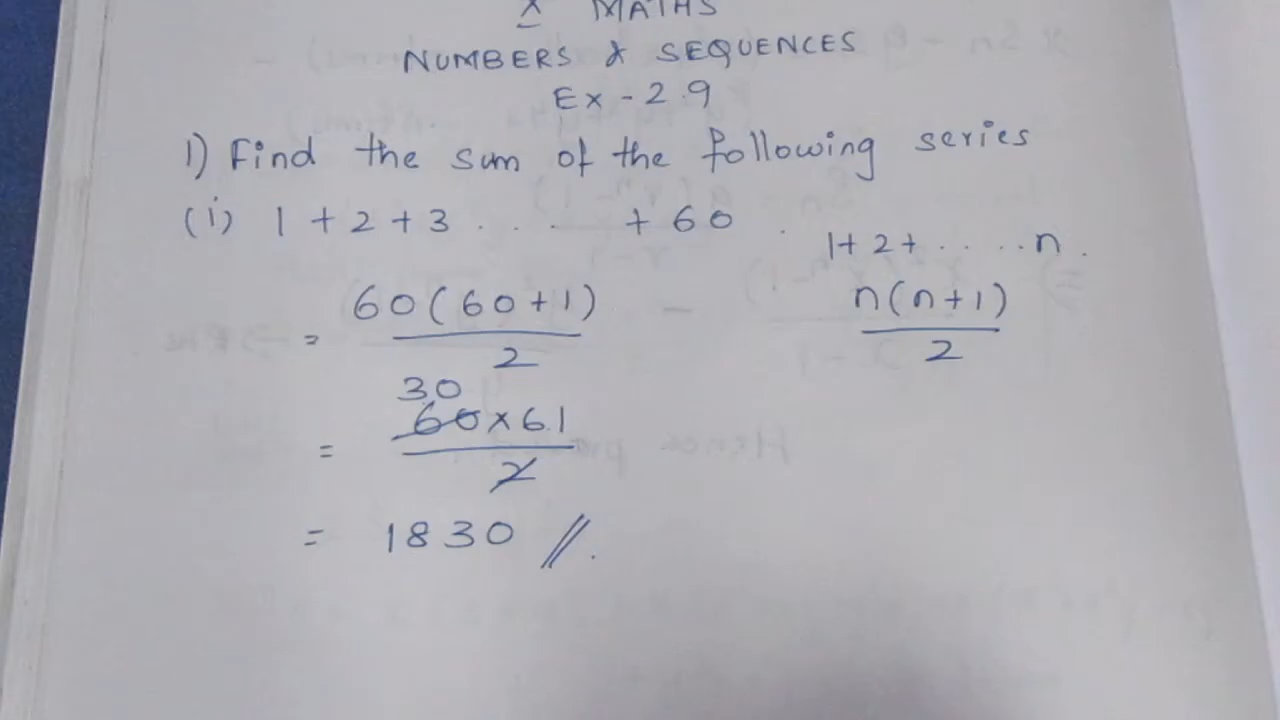 X MATHS
NUMBERS & SEQUENCES
Ex - 2.9
1) Find the sum of the following series
(i) 1 + 2 + 3 . . . . + 60 .
1 + 2 + . . . . . n .
= 60(60+1)
2
n(n+1)
2
30
= 60 × 61
2
= 1830 //.